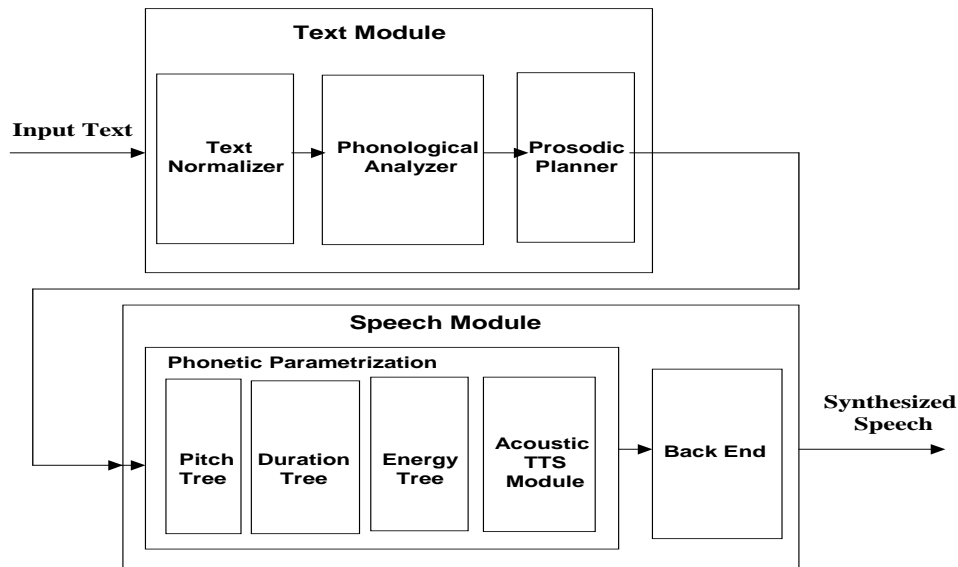 Text Module
Input Text
Text
Normalizer
Phonological
Analyzer
Prosodic
Planner
Speech Module
Phonetic Parametrization
Pitch
Tree
Duration
Tree
Energy
Tree
Acoustic
TTS
Module
Back End
Synthesized
Speech